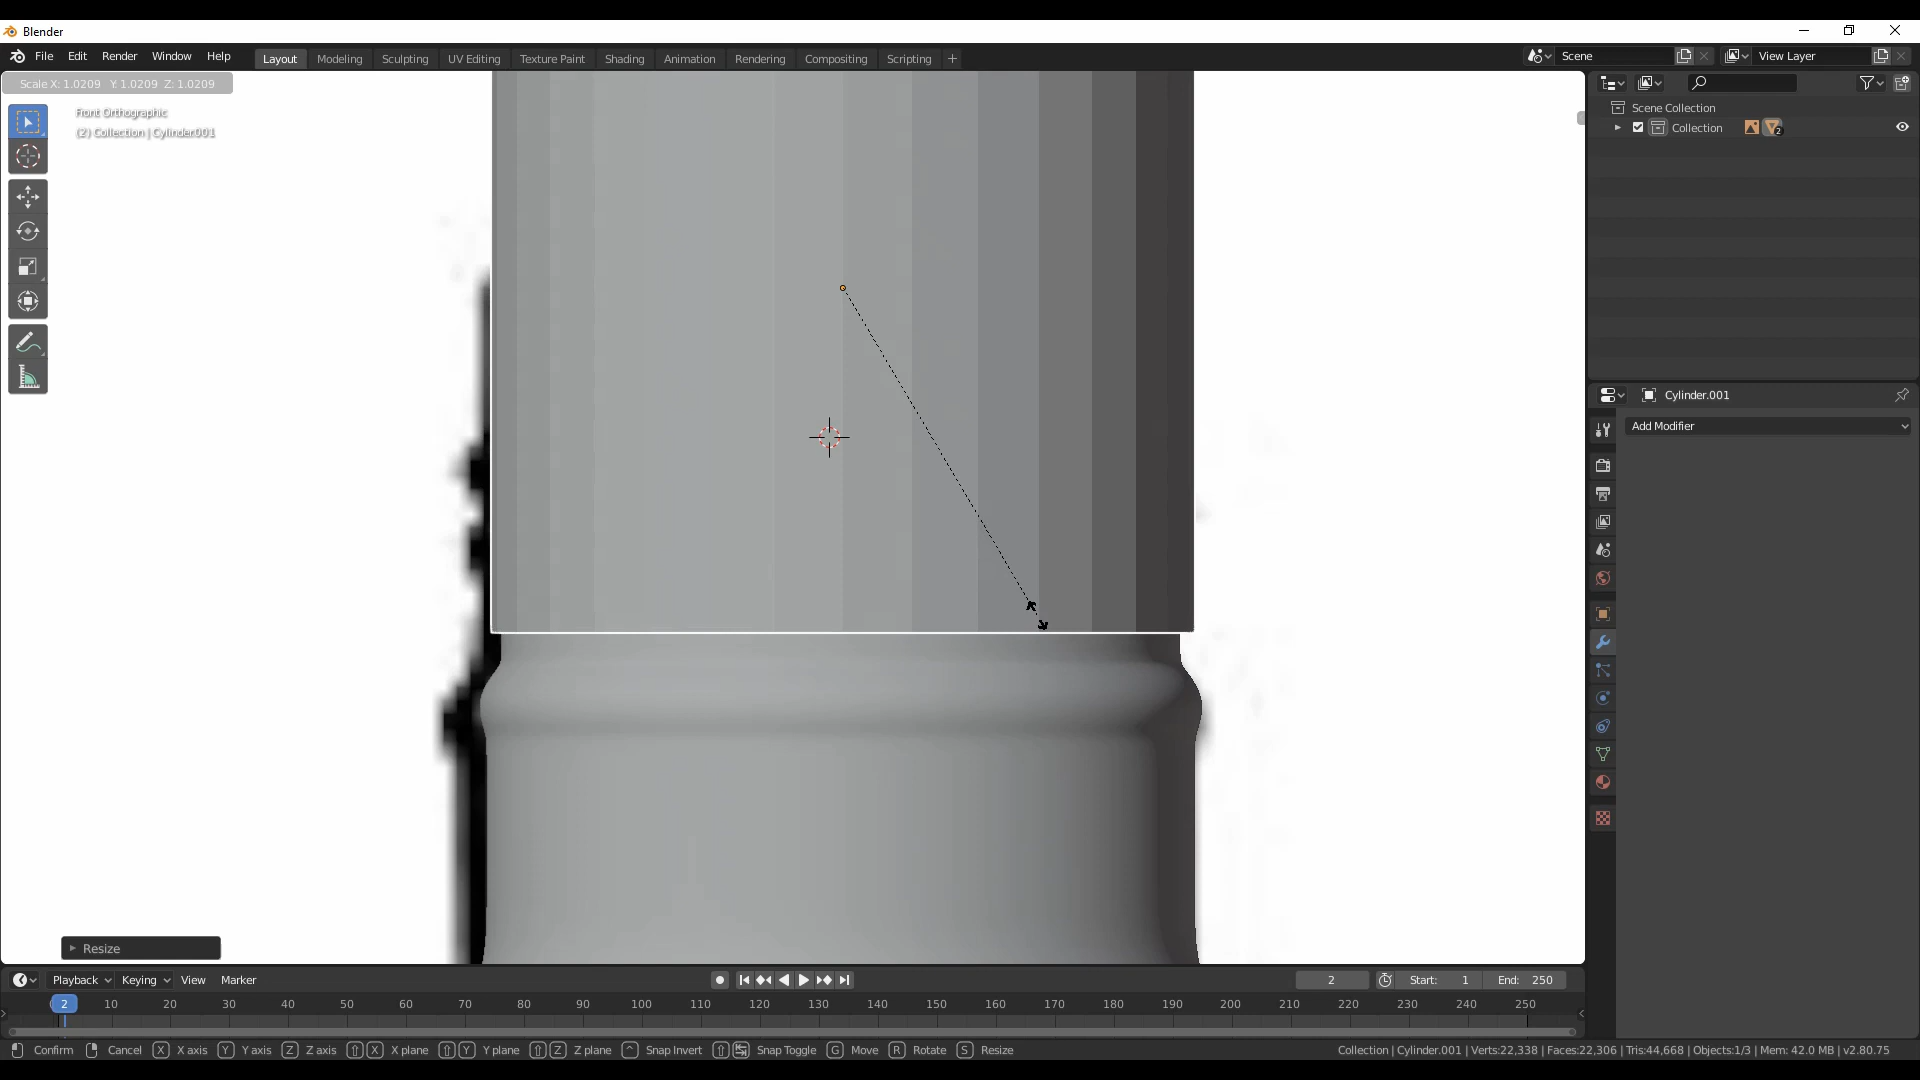 Blender
File Edit Render Window Help
Layout Modeling Sculpting UV Editing Texture Paint Shading Animation Rendering Compositing Scripting +
Scene
View Layer
Scale X: 1.0209 Y: 1.0209 Z: 1.0209
Front Orthographic
(2) Collection | Cylinder.001
Scene Collection
Collection 2
Cylinder.001
Add Modifier
Resize
Playback Keying View Marker
2
Start: 1 End: 250
2 10 20 30 40 50 60 70 80 90 100 110 120 130 140 150 160 170 180 190 200 210 220 230 240 250
Confirm Cancel X X axis Y Y axis Z Z axis X X plane Y Y plane Z Z plane ^ Snap Invert Snap Toggle G Move R Rotate S Resize
Collection | Cylinder.001 | Verts:22,338 | Faces:22,306 | Tris:44,668 | Objects:1/3 | Mem: 42.0 MB | v2.80.75